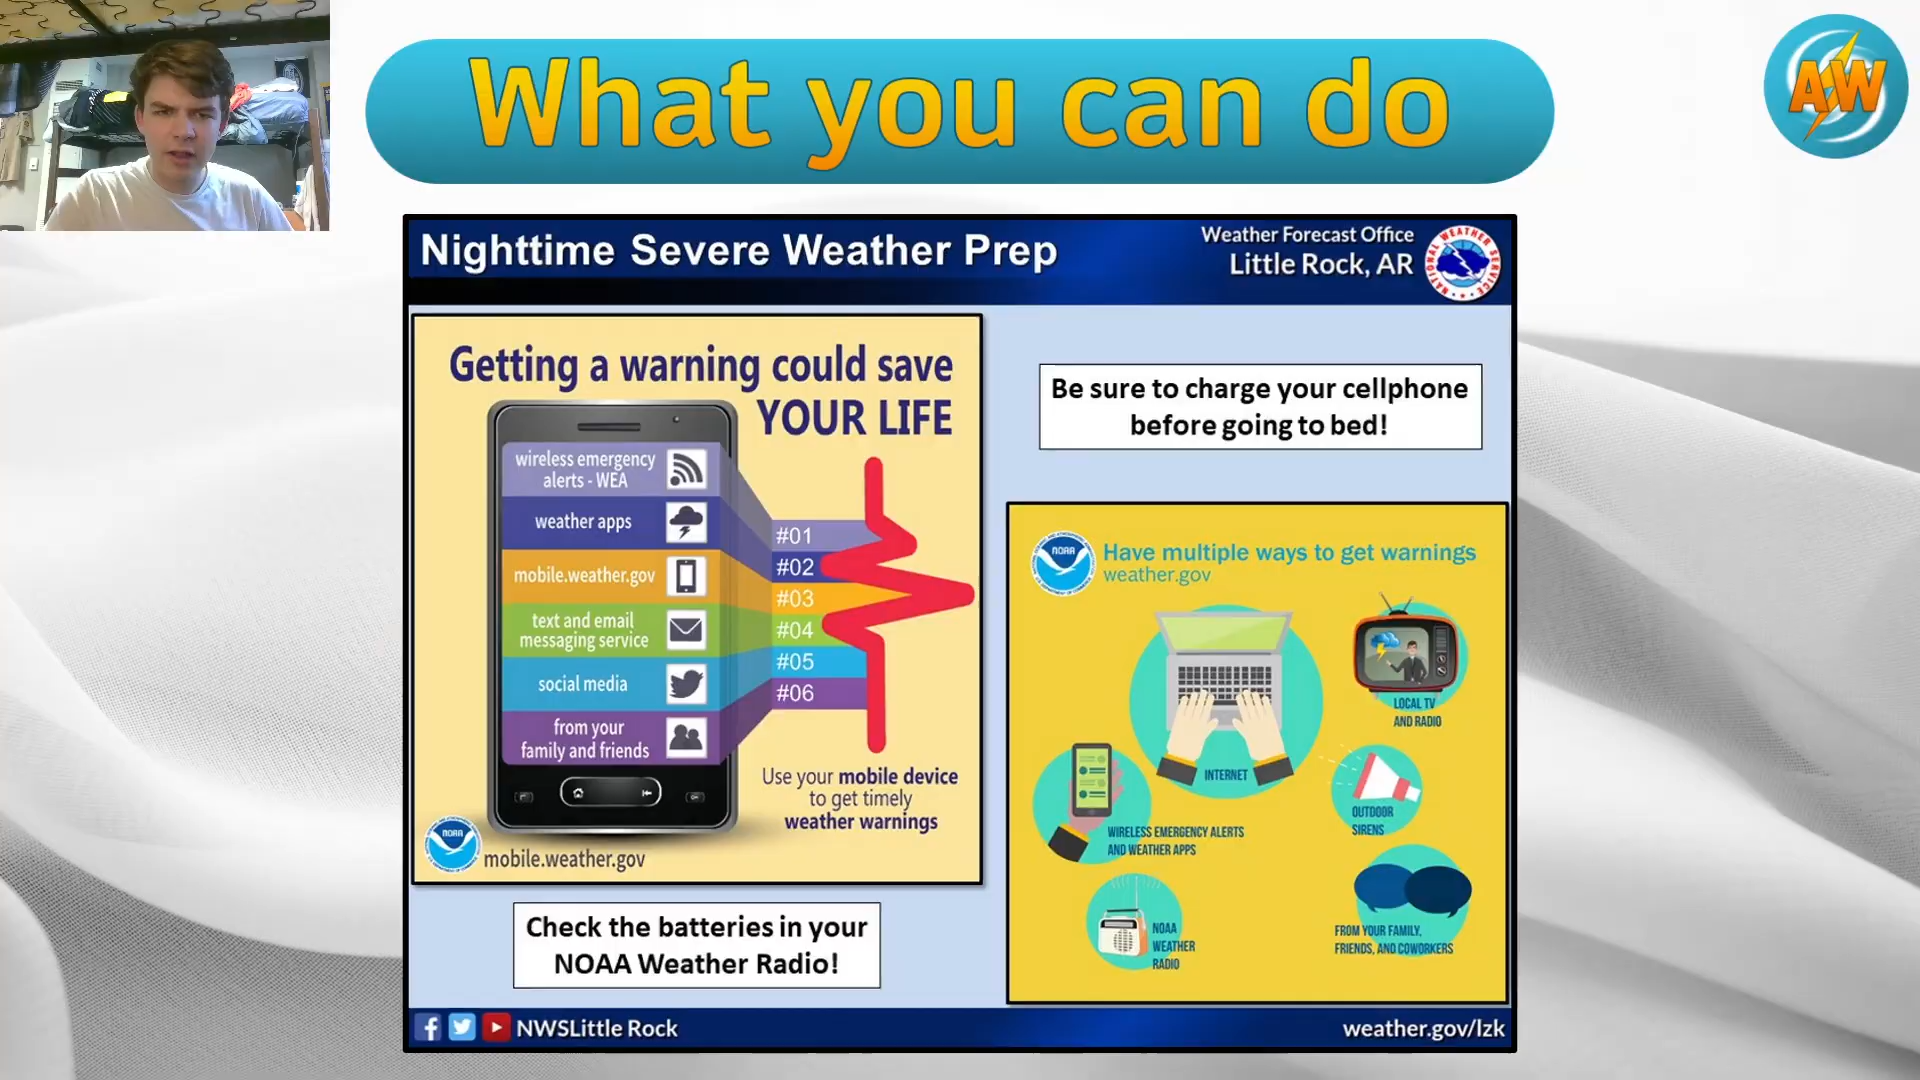 What you can do
AW
Nighttime Severe Weather Prep
Weather Forecast Office
Little Rock, AR
NATIONAL WEATHER SERVICE
Getting a warning could save
YOUR LIFE
wireless emergency
alerts - WEA
weather apps
mobile.weather.gov
text and email
messaging service
social media
from your
family and friends
#01
#02
#03
#04
#05
#06
Use your mobile device
to get timely
weather warnings
NOAA
mobile.weather.gov
Check the batteries in your
NOAA Weather Radio!
Be sure to charge your cellphone
before going to bed!
NOAA
Have multiple ways to get warnings
weather.gov
INTERNET
LOCAL TV
AND RADIO
WIRELESS EMERGENCY ALERTS
AND WEATHER APPS
OUTDOOR
SIRENS
NOAA
WEATHER
RADIO
FROM YOUR FAMILY,
FRIENDS, AND COWORKERS
NWSLittle Rock
weather.gov/lzk